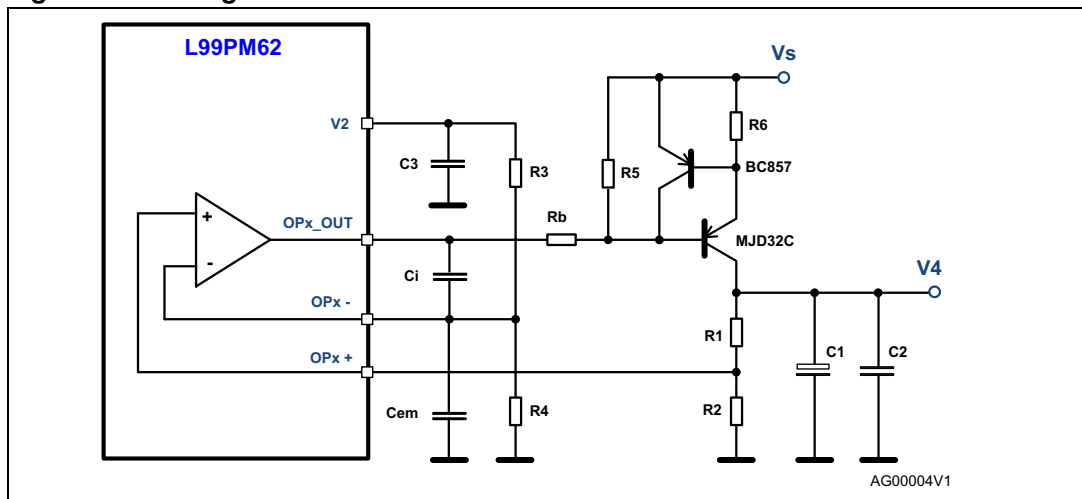 L99PM62
Vs
V2
R6
C3
R3
R5
BC857
OPx_OUT
Rb
+
MJD32C
-
Ci
V4
OPx -
R1
C1
C2
OPx +
Cem
R4
R2
AG00004V1